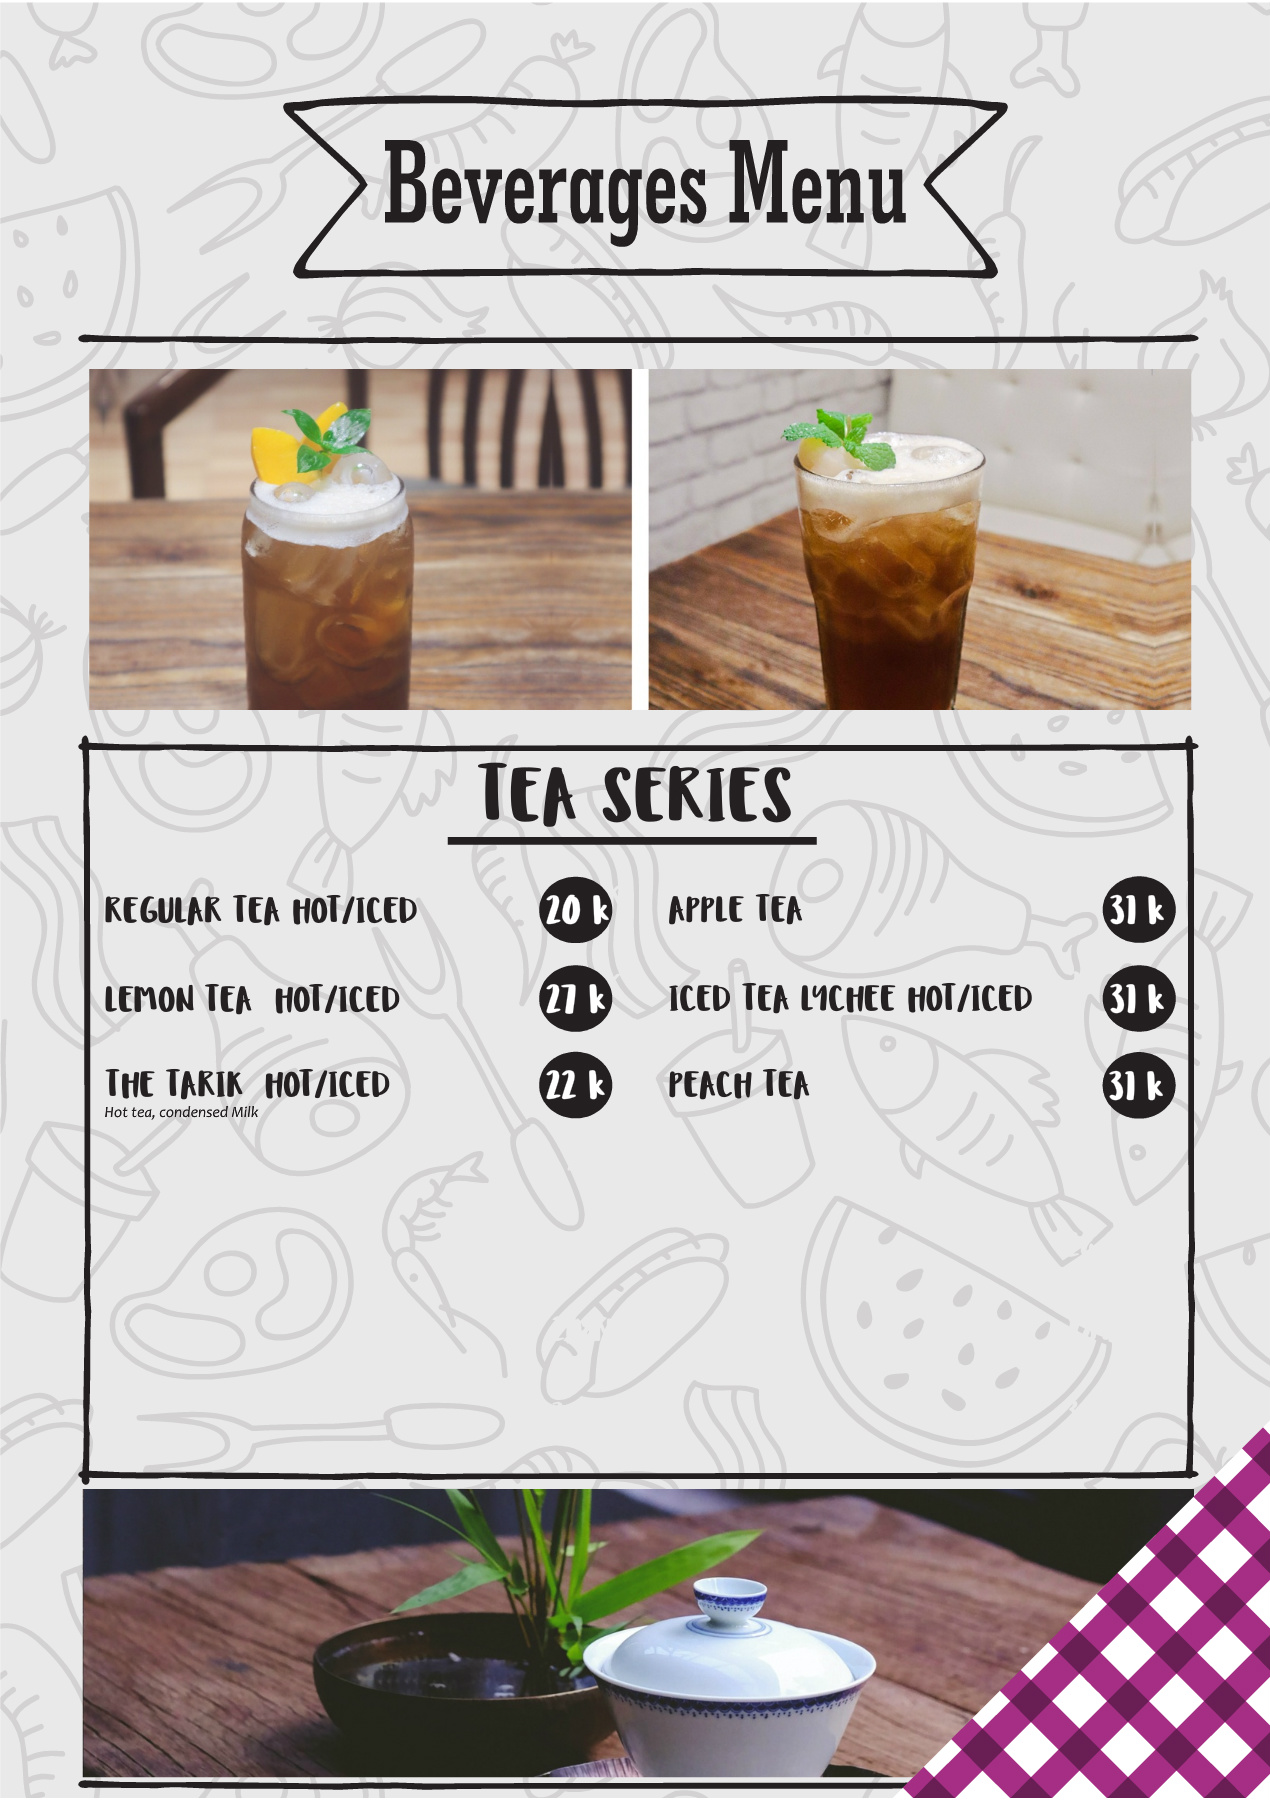 Beverages Menu
TEA SERIES
REGULAR TEA HOT/ICED 20 k
LEMON TEA HOT/ICED 27 k
THE TARIK HOT/ICED 22 k
Hot tea, condensed Milk
APPLE TEA 31 k
ICED TEA LYCHEE HOT/ICED 31 k
PEACH TEA 31 k